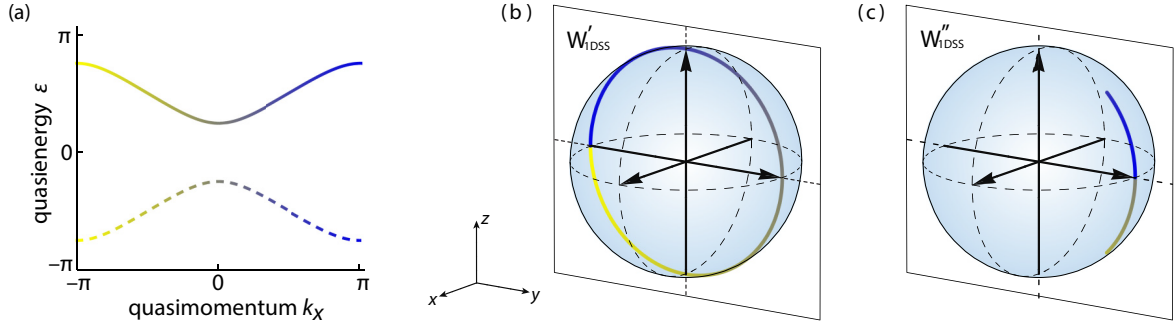 (a)
π
0
−π
quasienergy ε
−π 0 π
quasimomentum kₓ
(b)
W′1DSS
z
x y
(c)
W″1DSS